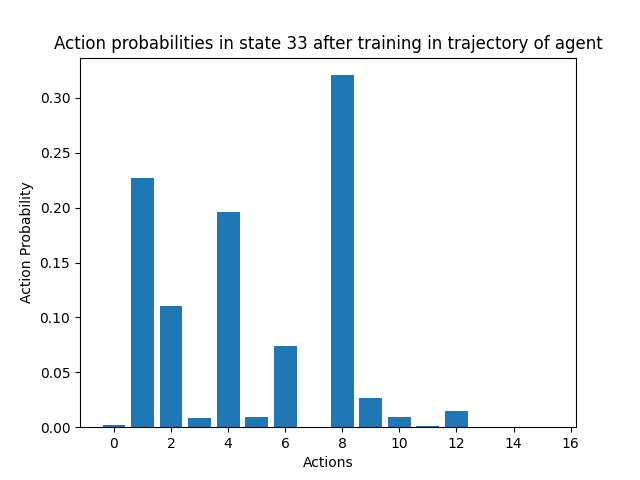 Action probabilities in state 33 after training in trajectory of agent
0.30
0.25
0.20
0.15
0.10
0.05
0.00
Action Probability
0 2 4 6 8 10 12 14 16
Actions